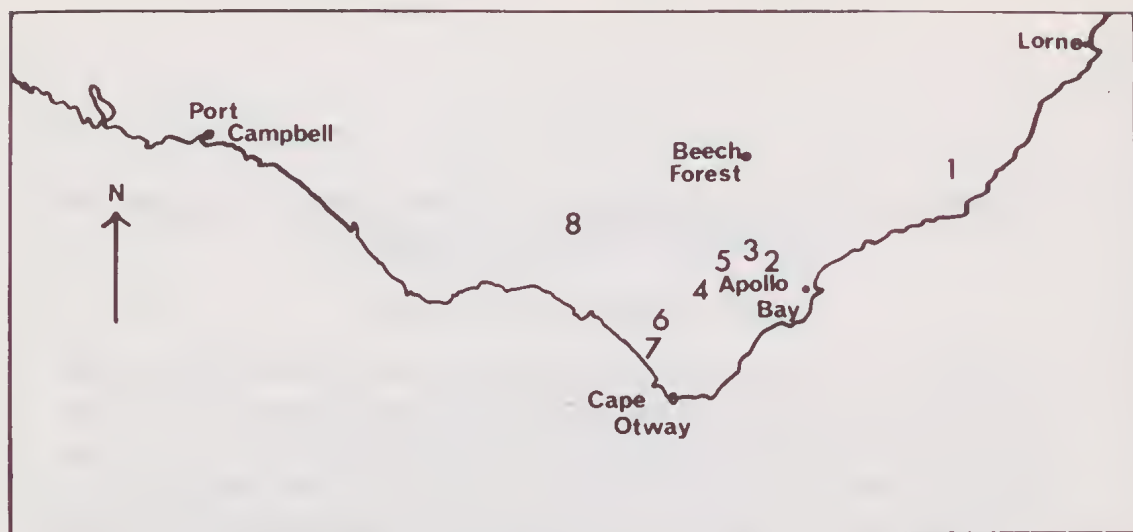 Lorne
Port
Campbell
Beech
Forest
1
N
8
3
5 2
4 Apollo
Bay
6
7
Cape
Otway